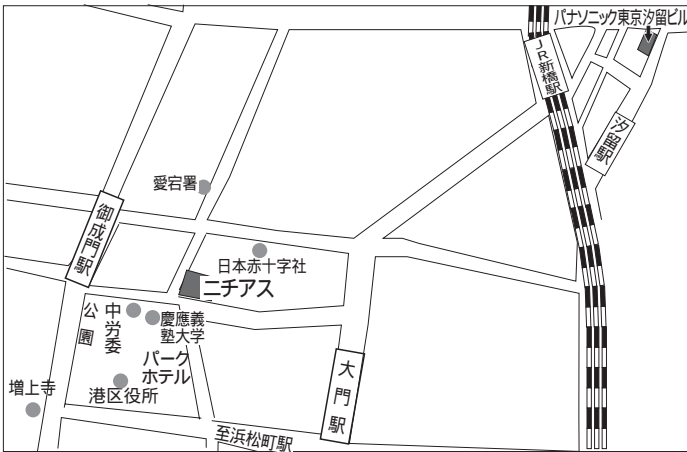 パナソニック東京汐留ビル
JR新橋駅
汐留駅
愛宕署
御成門駅
日本赤十字社
ニチアス
公園
中労委
慶應義
塾大学
パーク
ホテル
港区役所
増上寺
大門駅
至浜松町駅